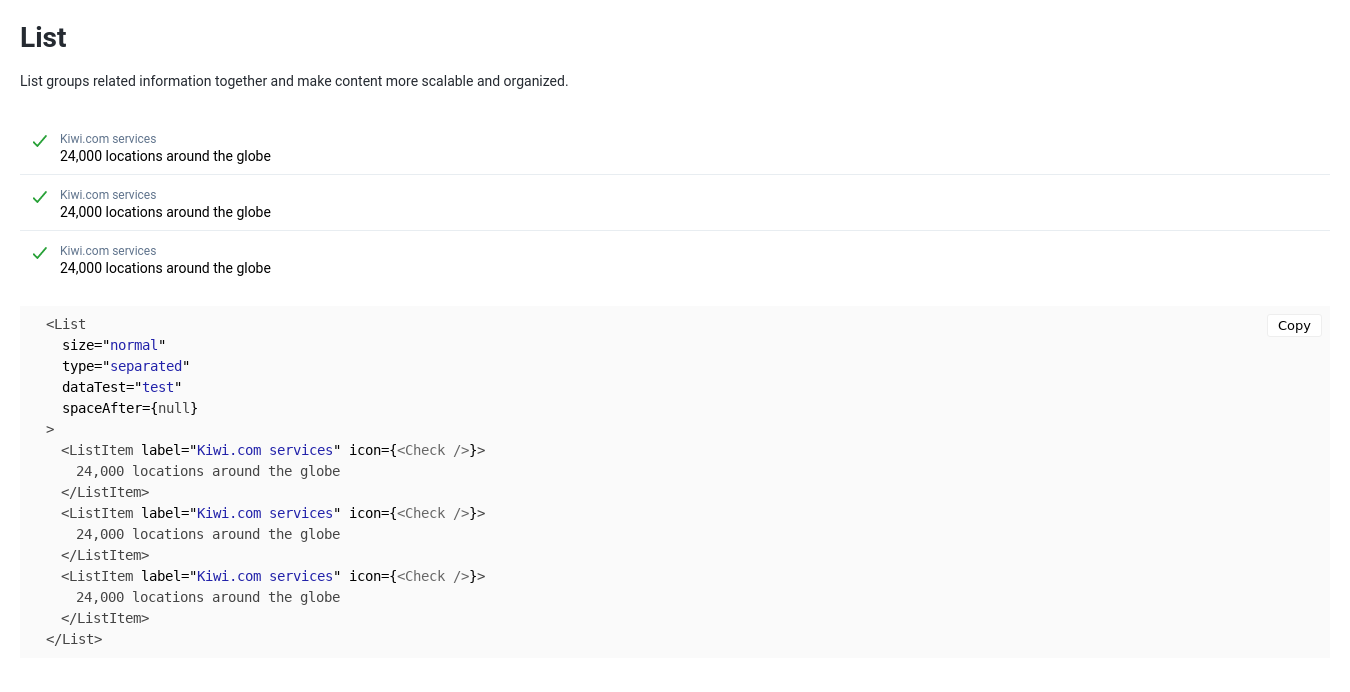 List
List groups related information together and make content more scalable and organized.
Kiwi.com services
24,000 locations around the globe
Kiwi.com services
24,000 locations around the globe
Kiwi.com services
24,000 locations around the globe
Copy
<List
  size="normal"
  type="separated"
  dataTest="test"
  spaceAfter={null}
>
  <ListItem label="Kiwi.com services" icon={<Check />}>
    24,000 locations around the globe
  </ListItem>
  <ListItem label="Kiwi.com services" icon={<Check />}>
    24,000 locations around the globe
  </ListItem>
  <ListItem label="Kiwi.com services" icon={<Check />}>
    24,000 locations around the globe
  </ListItem>
</List>